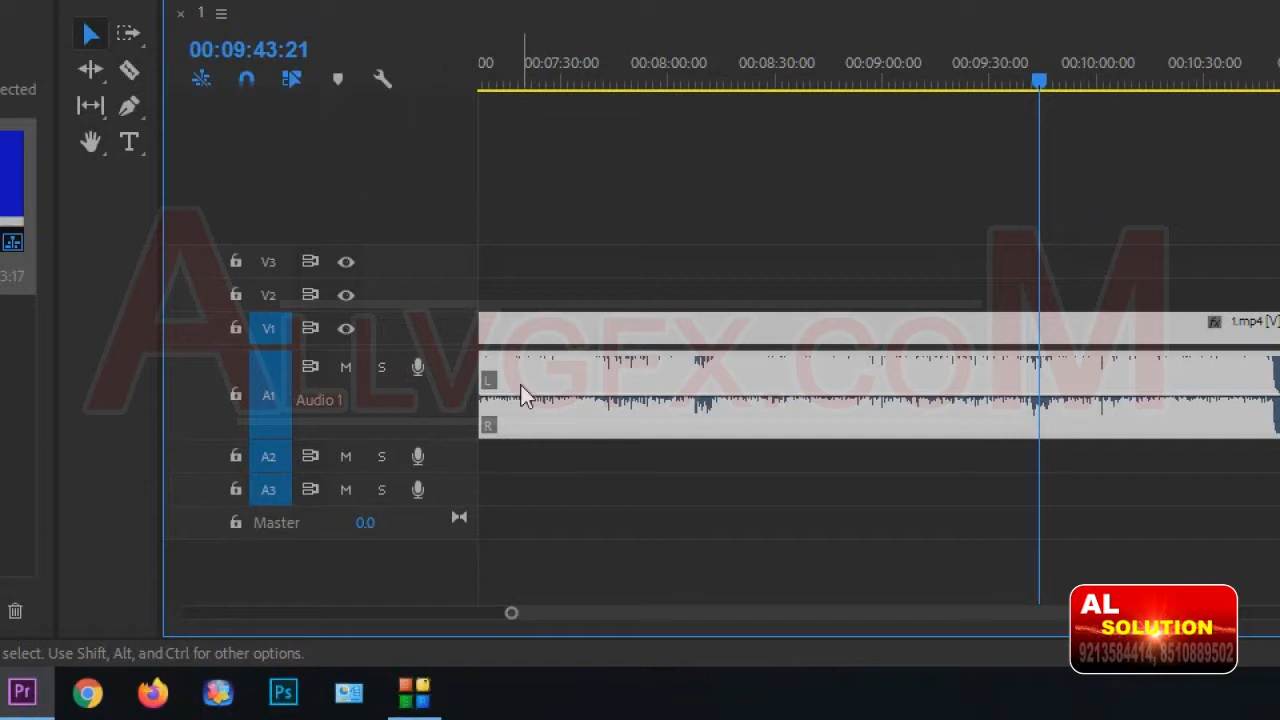 1
00:09:43:21
00
00:07:30:00
00:08:00:00
00:08:30:00
00:09:00:00
00:09:30:00
00:10:00:00
00:10:30:00
ected
T
3:17
V3
V2
V1
fx 1.mp4 [V]
M S
L
A1
Audio 1
R
A2 M S
A3 M S
Master 0.0
ALLVGFX.COM
AL
SOLUTION
9213584414, 8510889502
select. Use Shift, Alt, and Ctrl for other options.
Pr
Ps